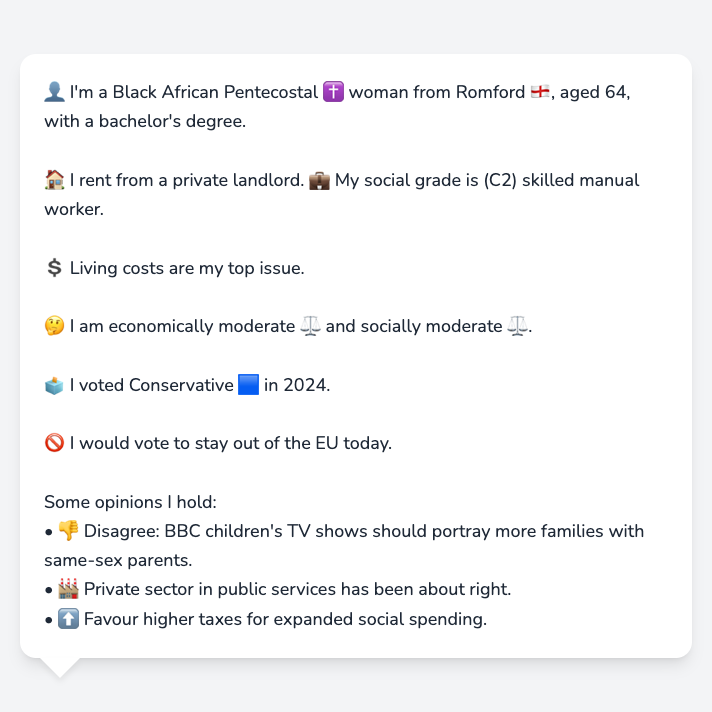 👤 I'm a Black African Pentecostal ✝️ woman from Romford 🏴󠁧󠁢󠁥󠁮󠁧󠁿, aged 64,
with a bachelor's degree.
🏠 I rent from a private landlord. 💼 My social grade is (C2) skilled manual
worker.
💲 Living costs are my top issue.
🤔 I am economically moderate ⚖️ and socially moderate ⚖️.
🗳️ I voted Conservative 🟦 in 2024.
🚫 I would vote to stay out of the EU today.
Some opinions I hold:
• 👎 Disagree: BBC children's TV shows should portray more families with
same-sex parents.
• 🏭 Private sector in public services has been about right.
• ⬆️ Favour higher taxes for expanded social spending.